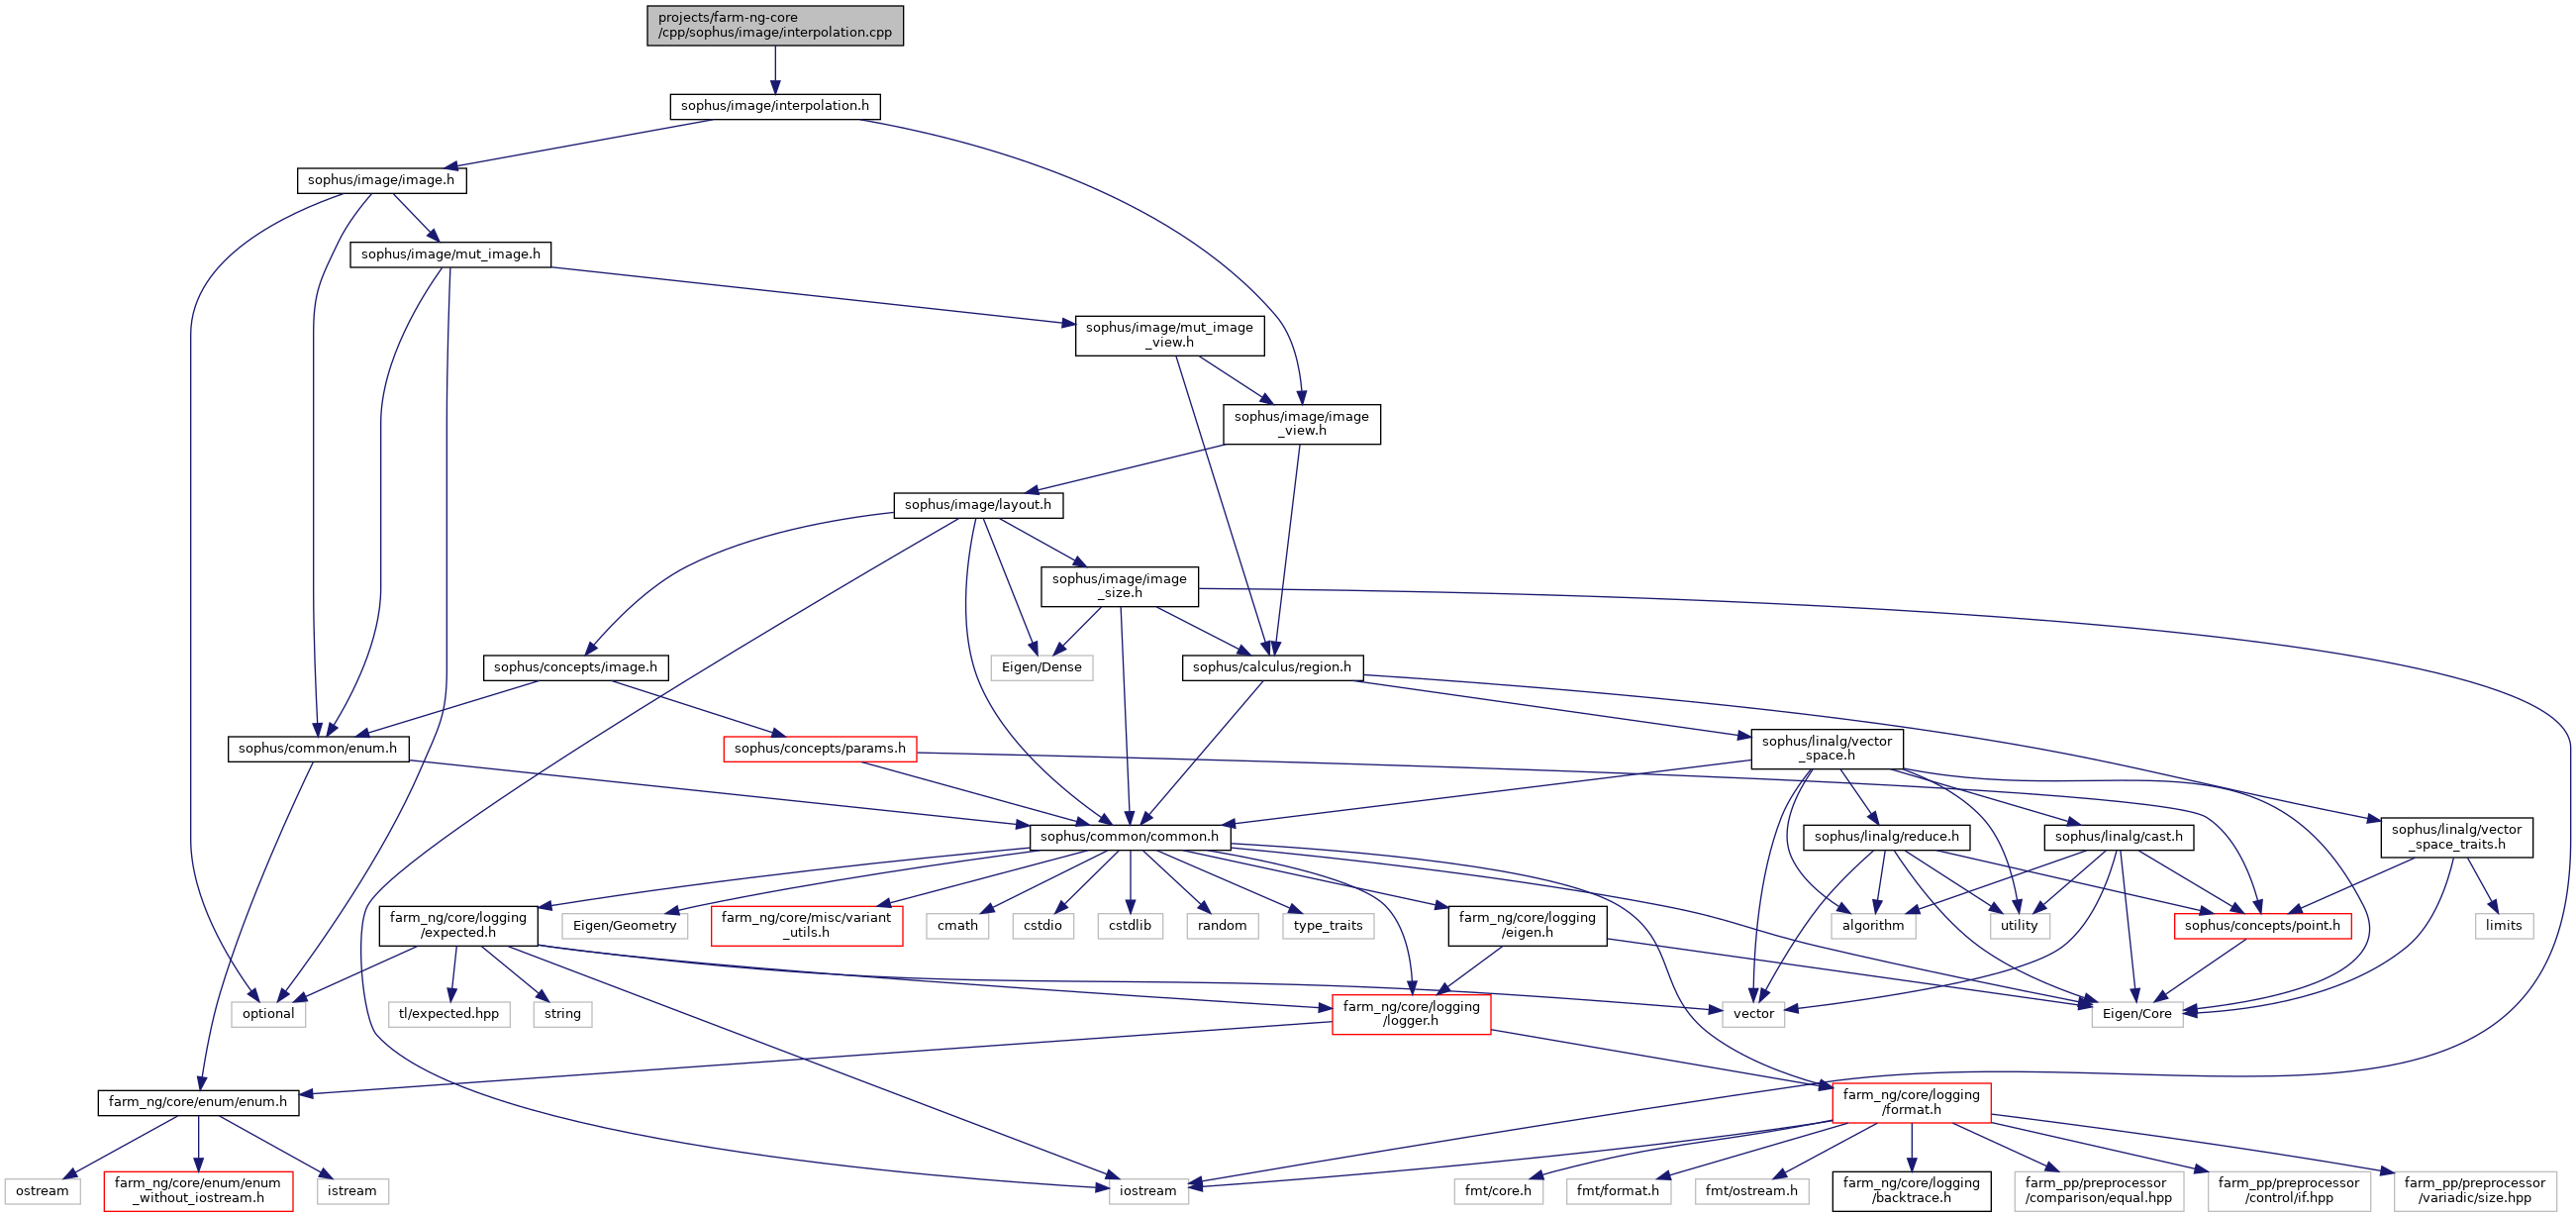 projects/farm-ng-core
/cpp/sophus/image/interpolation.cpp
sophus/image/interpolation.h
sophus/image/image.h
sophus/image/mut_image.h
sophus/image/mut_image
_view.h
sophus/image/image
_view.h
sophus/image/layout.h
sophus/image/image
_size.h
sophus/concepts/image.h
Eigen/Dense
sophus/calculus/region.h
sophus/common/enum.h
sophus/concepts/params.h
sophus/linalg/vector
_space.h
sophus/common/common.h
sophus/linalg/reduce.h
sophus/linalg/cast.h
sophus/linalg/vector
_space_traits.h
farm_ng/core/logging
/expected.h
Eigen/Geometry
farm_ng/core/misc/variant
_utils.h
cmath
cstdio
cstdlib
random
type_traits
farm_ng/core/logging
/eigen.h
algorithm
utility
sophus/concepts/point.h
limits
optional
tl/expected.hpp
string
farm_ng/core/logging
/logger.h
vector
Eigen/Core
farm_ng/core/enum/enum.h
farm_ng/core/logging
/format.h
ostream
farm_ng/core/enum/enum
_without_iostream.h
istream
iostream
fmt/core.h
fmt/format.h
fmt/ostream.h
farm_ng/core/logging
/backtrace.h
farm_pp/preprocessor
/comparison/equal.hpp
farm_pp/preprocessor
/control/if.hpp
farm_pp/preprocessor
/variadic/size.hpp